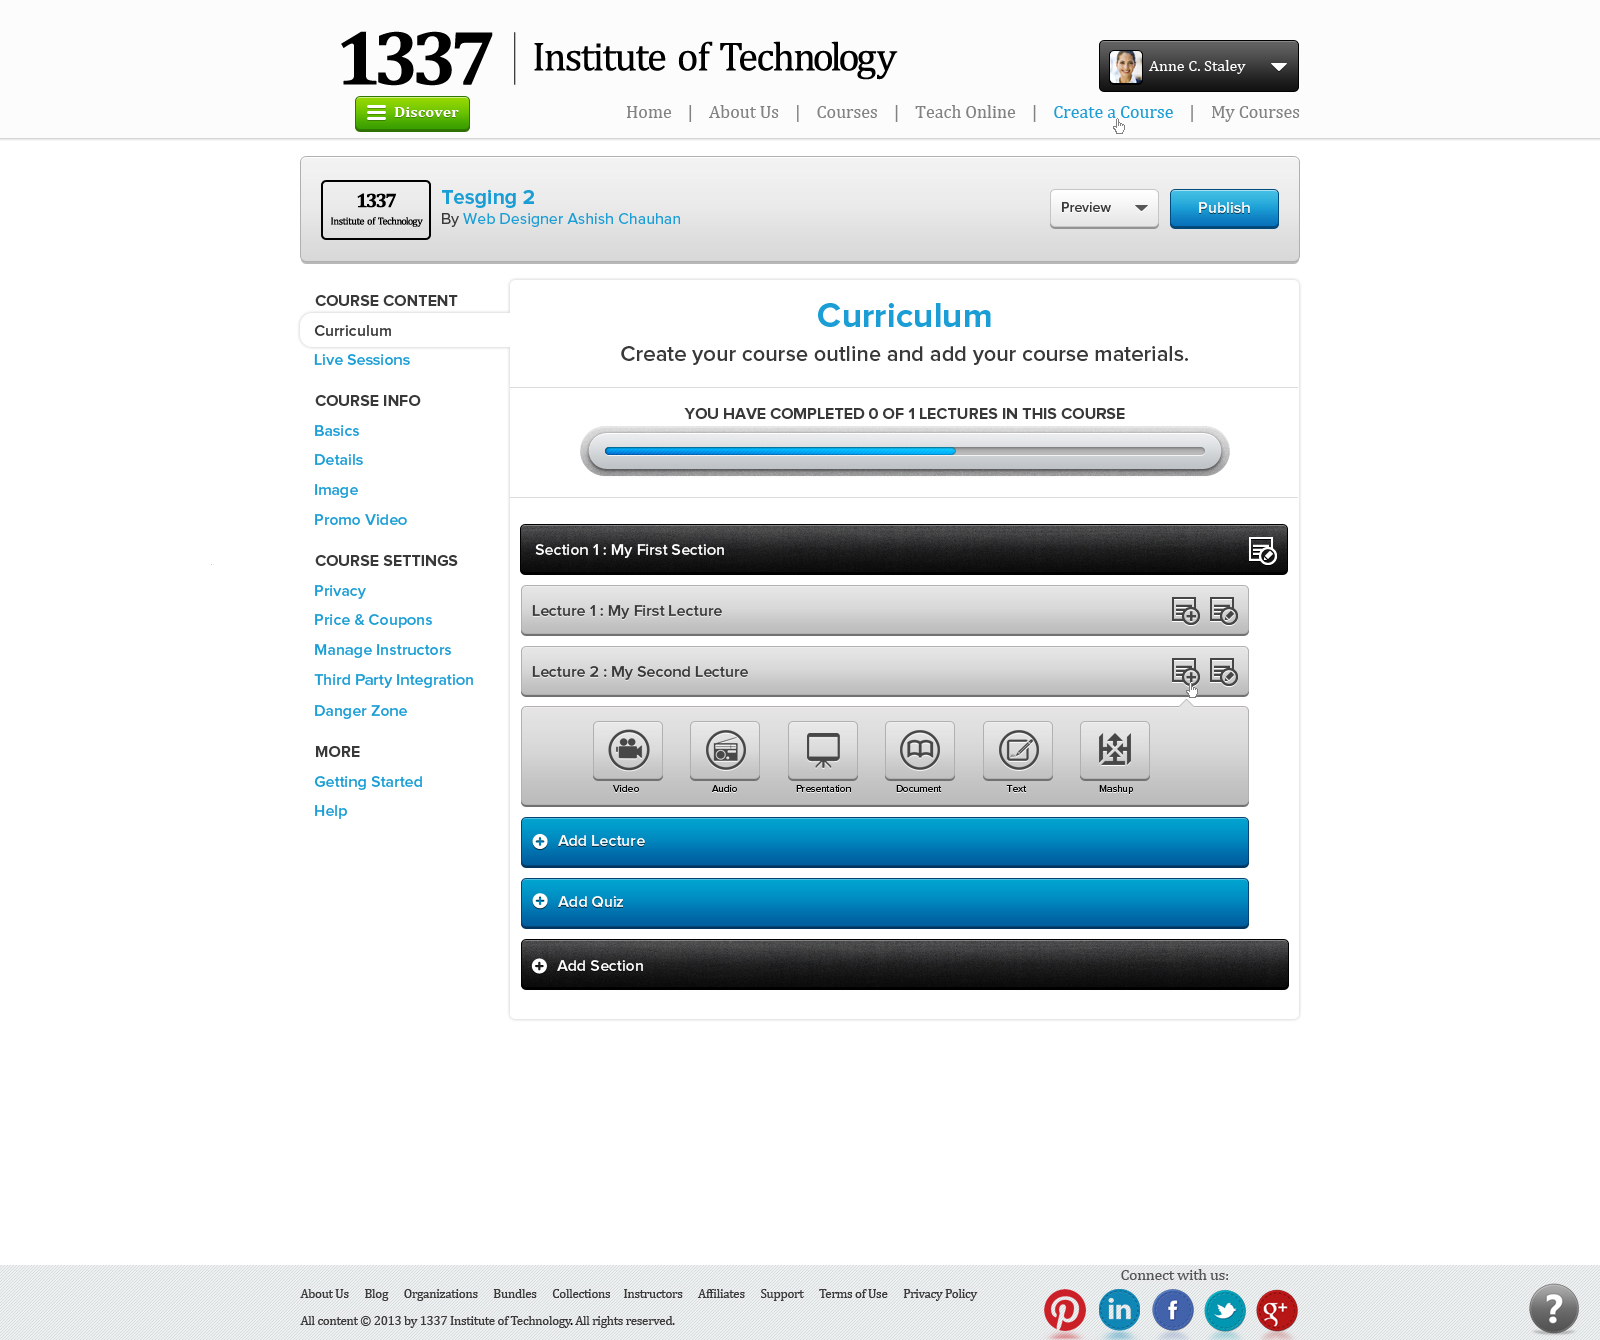 1337 | Institute of Technology
Anne C. Staley
Discover
Home | About Us | Courses | Teach Online | Create a Course | My Courses
1337
Institute of Technology
Tesging 2
By Web Designer Ashish Chauhan
Preview
Publish
COURSE CONTENT
Curriculum
Live Sessions
COURSE INFO
Basics
Details
Image
Promo Video
COURSE SETTINGS
Privacy
Price & Coupons
Manage Instructors
Third Party Integration
Danger Zone
MORE
Getting Started
Help
Curriculum
Create your course outline and add your course materials.
YOU HAVE COMPLETED 0 OF 1 LECTURES IN THIS COURSE
Section 1 : My First Section
Lecture 1 : My First Lecture
Lecture 2 : My Second Lecture
Video Audio Presentation Document Text Mashup
Add Lecture
Add Quiz
Add Section
About Us Blog Organizations Bundles Collections Instructors Affiliates Support Terms of Use Privacy Policy
All content © 2013 by 1337 Institute of Technology. All rights reserved.
Connect with us:
in f g+
?